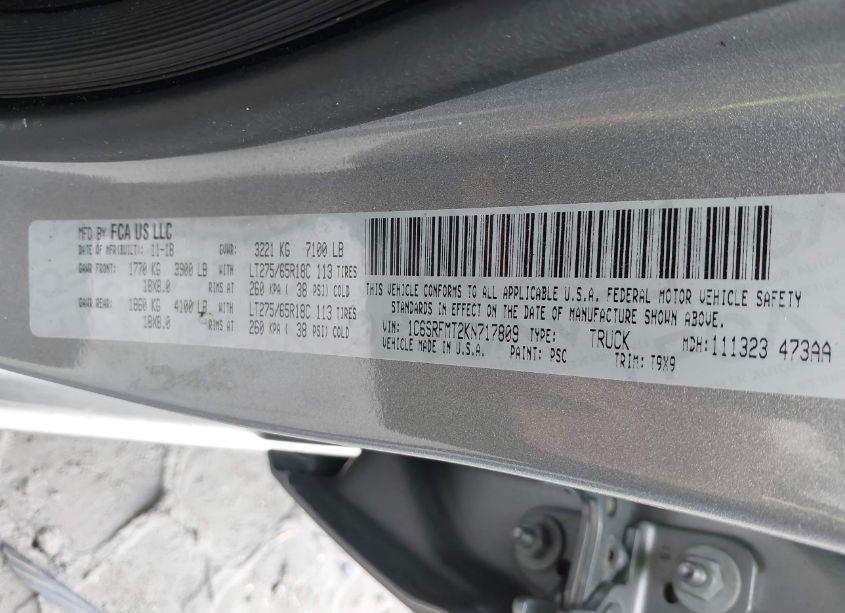 MFD BY FCA US LLC
DATE OF MFR(BUILT): 11-18 GVWR: 3221 KG 7100 LB
GAWR FRONT: 1770 KG 3900 LB WITH LT275/65R18C 113 TIRES
18X8.0 RIMS AT 260 KPA ( 38 PSI) COLD
GAWR REAR: 1860 KG 4100 LB WITH LT275/65R18C 113 TIRES
18X8.0 RIMS AT 260 KPA ( 38 PSI) COLD
THIS VEHICLE CONFORMS TO ALL APPLICABLE U.S.A. FEDERAL MOTOR VEHICLE SAFETY
STANDARDS IN EFFECT ON THE DATE OF MANUFACTURE SHOWN ABOVE.
VIN: 1C6SRFMT2KN717809 TYPE: TRUCK MDH: 111323 473AA
VEHICLE MADE IN U.S.A. PAINT: PSC TRIM: T9X9